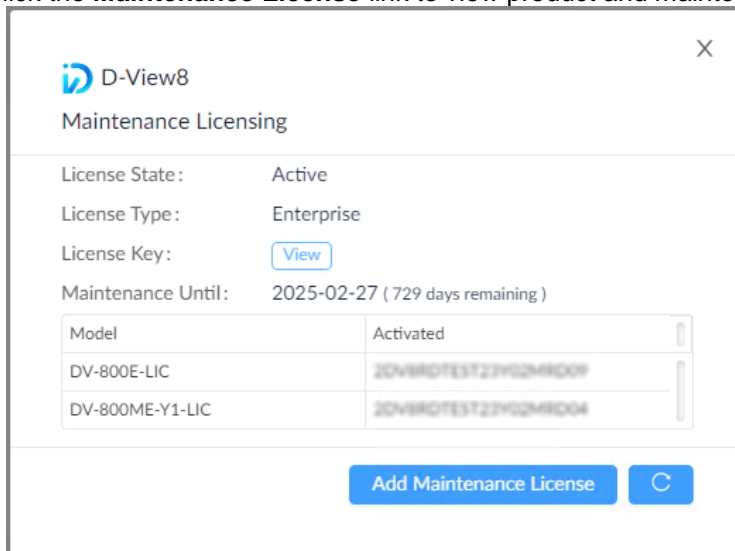 D-View8
Maintenance Licensing
License State: Active
License Type: Enterprise
License Key: View
Maintenance Until: 2025-02-27 ( 729 days remaining )
Model Activated
DV-800E-LIC
DV-800ME-Y1-LIC
Add Maintenance License